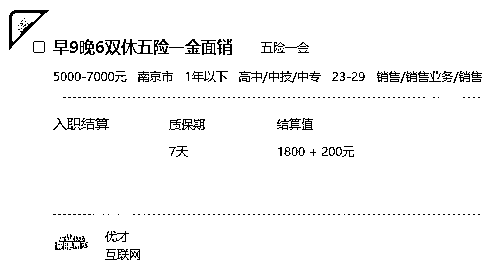 早9晚6双休五险一金面销 五险一金
5000-7000元 南京市 1年以下 高中/中技/中专 23-29 销售/销售业务/销售
入职结算 质保期 结算值
7天 1800 + 200元
优才
互联网